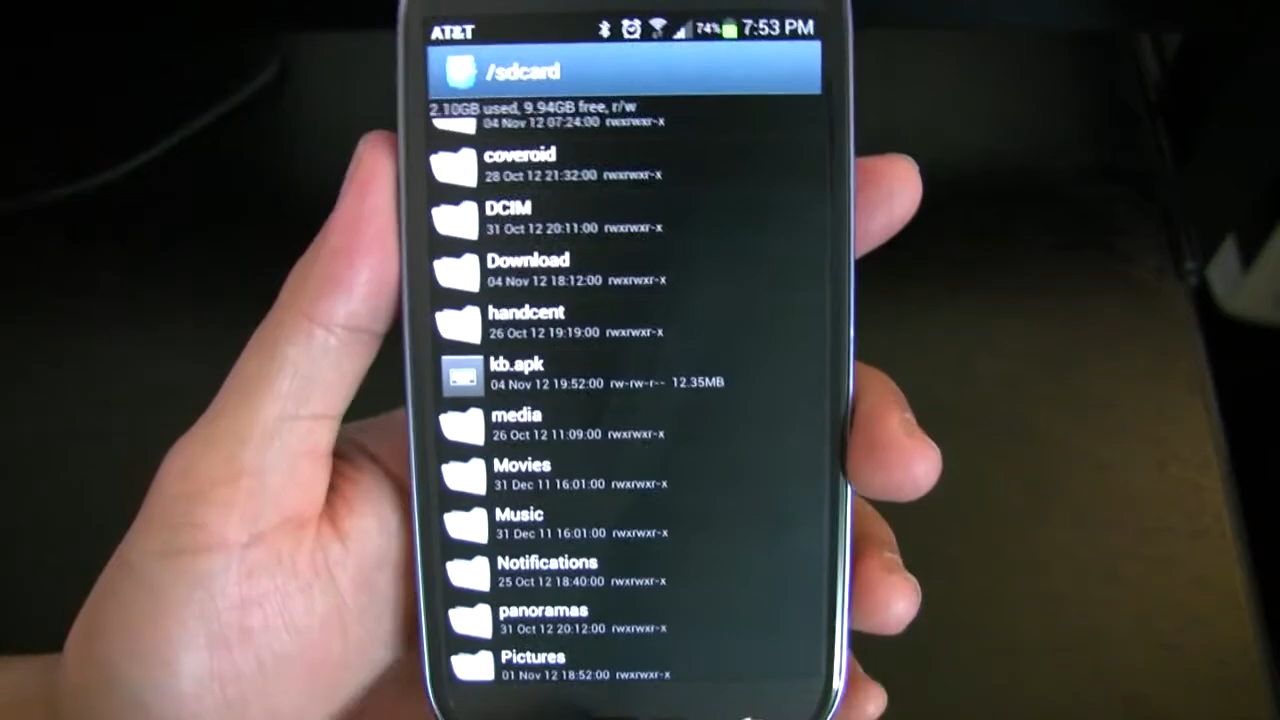 AT&T 74% 7:53 PM
/sdcard
2.10GB used, 9.94GB free, r/w
04 Nov 12 07:24:00 rwxrwxr-x
coveroid
28 Oct 12 21:32:00 rwxrwxr-x
DCIM
31 Oct 12 20:11:00 rwxrwxr-x
Download
04 Nov 12 18:12:00 rwxrwxr-x
handcent
26 Oct 12 19:19:00 rwxrwxr-x
kb.apk
04 Nov 12 19:52:00 rw-rw-r-- 12.35MB
media
26 Oct 12 11:09:00 rwxrwxr-x
Movies
31 Dec 11 16:01:00 rwxrwxr-x
Music
31 Dec 11 16:01:00 rwxrwxr-x
Notifications
25 Oct 12 18:40:00 rwxrwxr-x
panoramas
31 Oct 12 20:12:00 rwxrwxr-x
Pictures
01 Nov 12 18:52:00 rwxrwxr-x